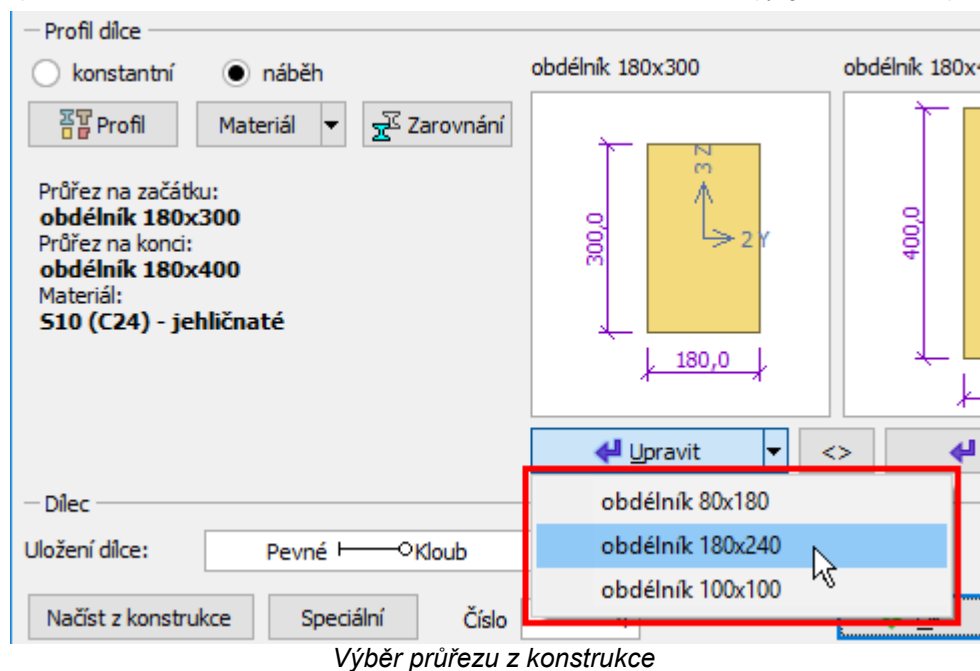 Profil dílce
konstantní náběh
obdélník 180x300
obdélník 180x4
Profil Materiál Zarovnání
Průřez na začátku:
obdélník 180x300
Průřez na konci:
obdélník 180x400
Materiál:
S10 (C24) - jehličnaté
3 Z
2 Y
300,0
180,0
400,0
Upravit <>
obdélník 80x180
obdélník 180x240
obdélník 100x100
Dílec
Uložení dílce: Pevné Kloub
Načíst z konstrukce Speciální Číslo
Výběr průřezu z konstrukce